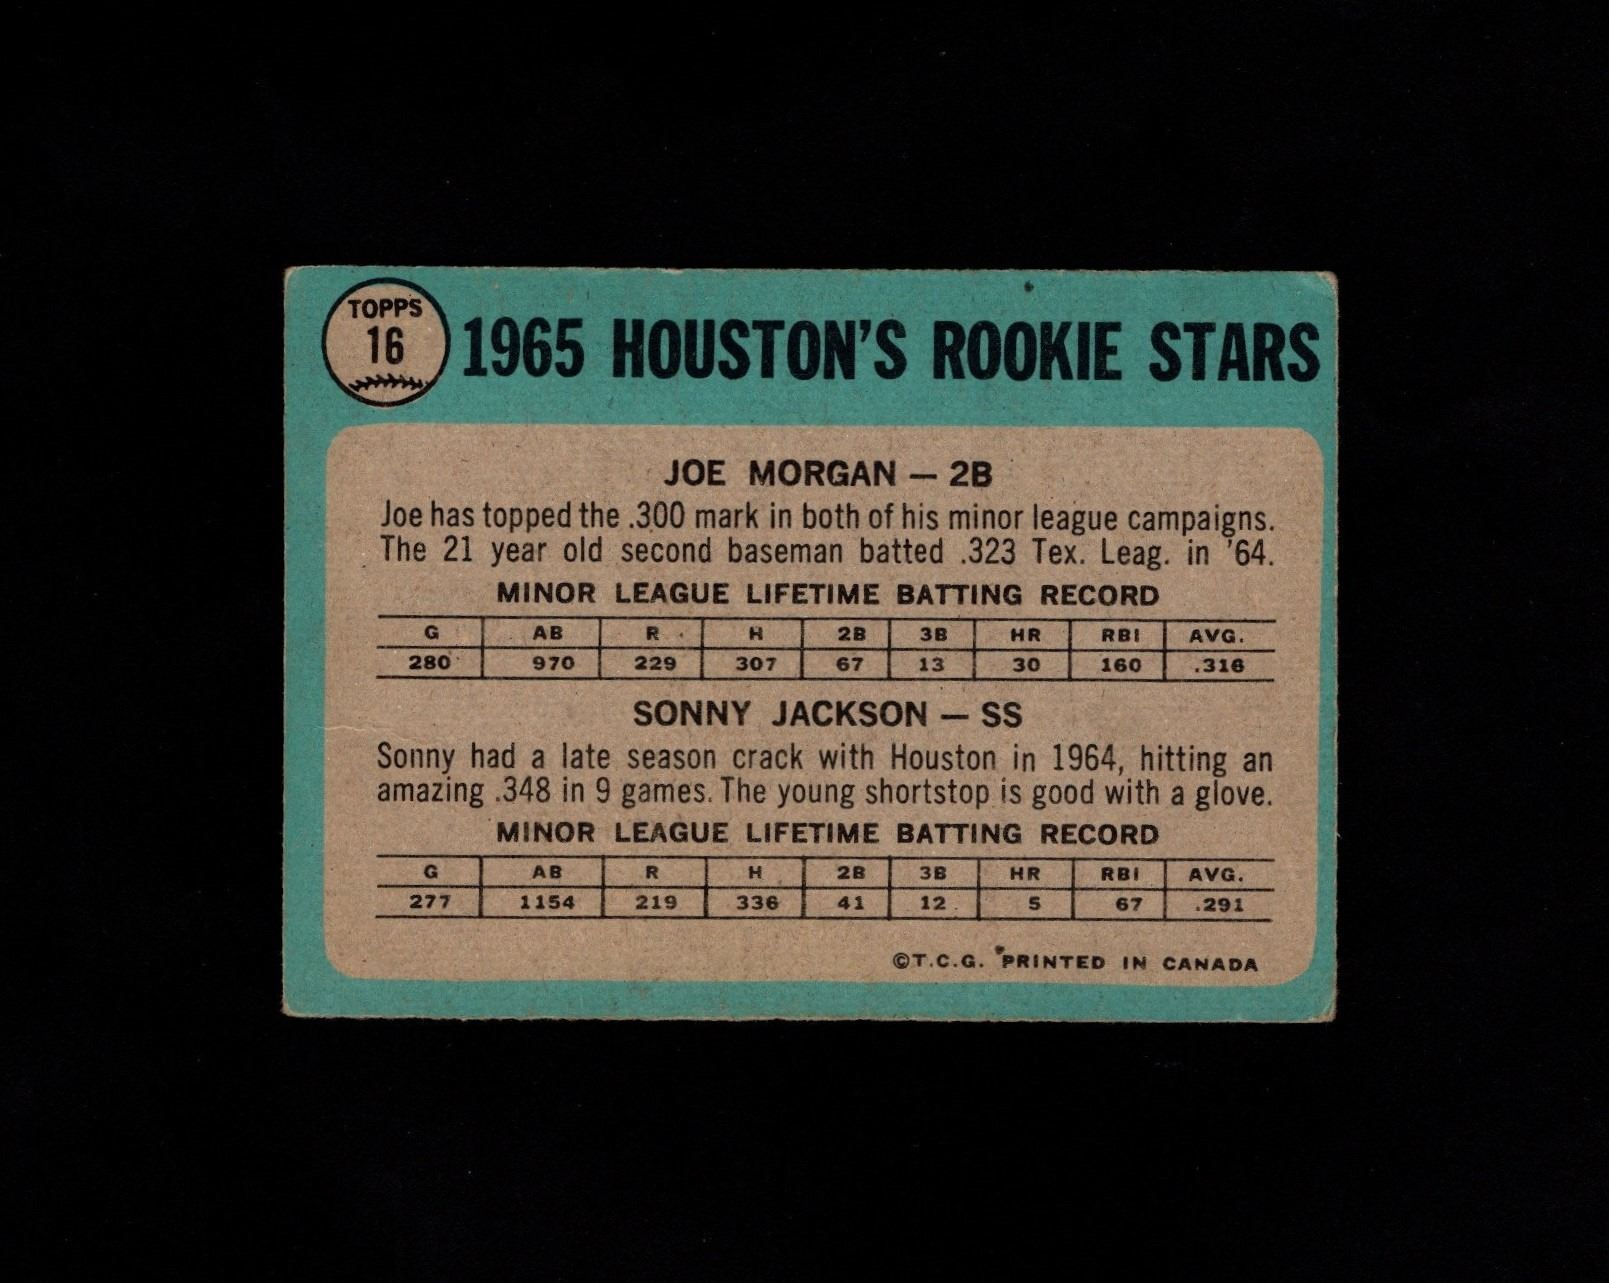 TOPPS
16
1965 HOUSTON'S ROOKIE STARS
JOE MORGAN — 2B
Joe has topped the .300 mark in both of his minor league campaigns.
The 21 year old second baseman batted .323 Tex. Leag. in '64.
MINOR LEAGUE LIFETIME BATTING RECORD
G AB R H 2B 3B HR RBI AVG.
280 970 229 307 67 13 30 160 .316
SONNY JACKSON — SS
Sonny had a late season crack with Houston in 1964, hitting an
amazing .348 in 9 games. The young shortstop is good with a glove.
MINOR LEAGUE LIFETIME BATTING RECORD
G AB R H 2B 3B HR RBI AVG.
277 1154 219 336 41 12 5 67 .291
©T.C.G. PRINTED IN CANADA